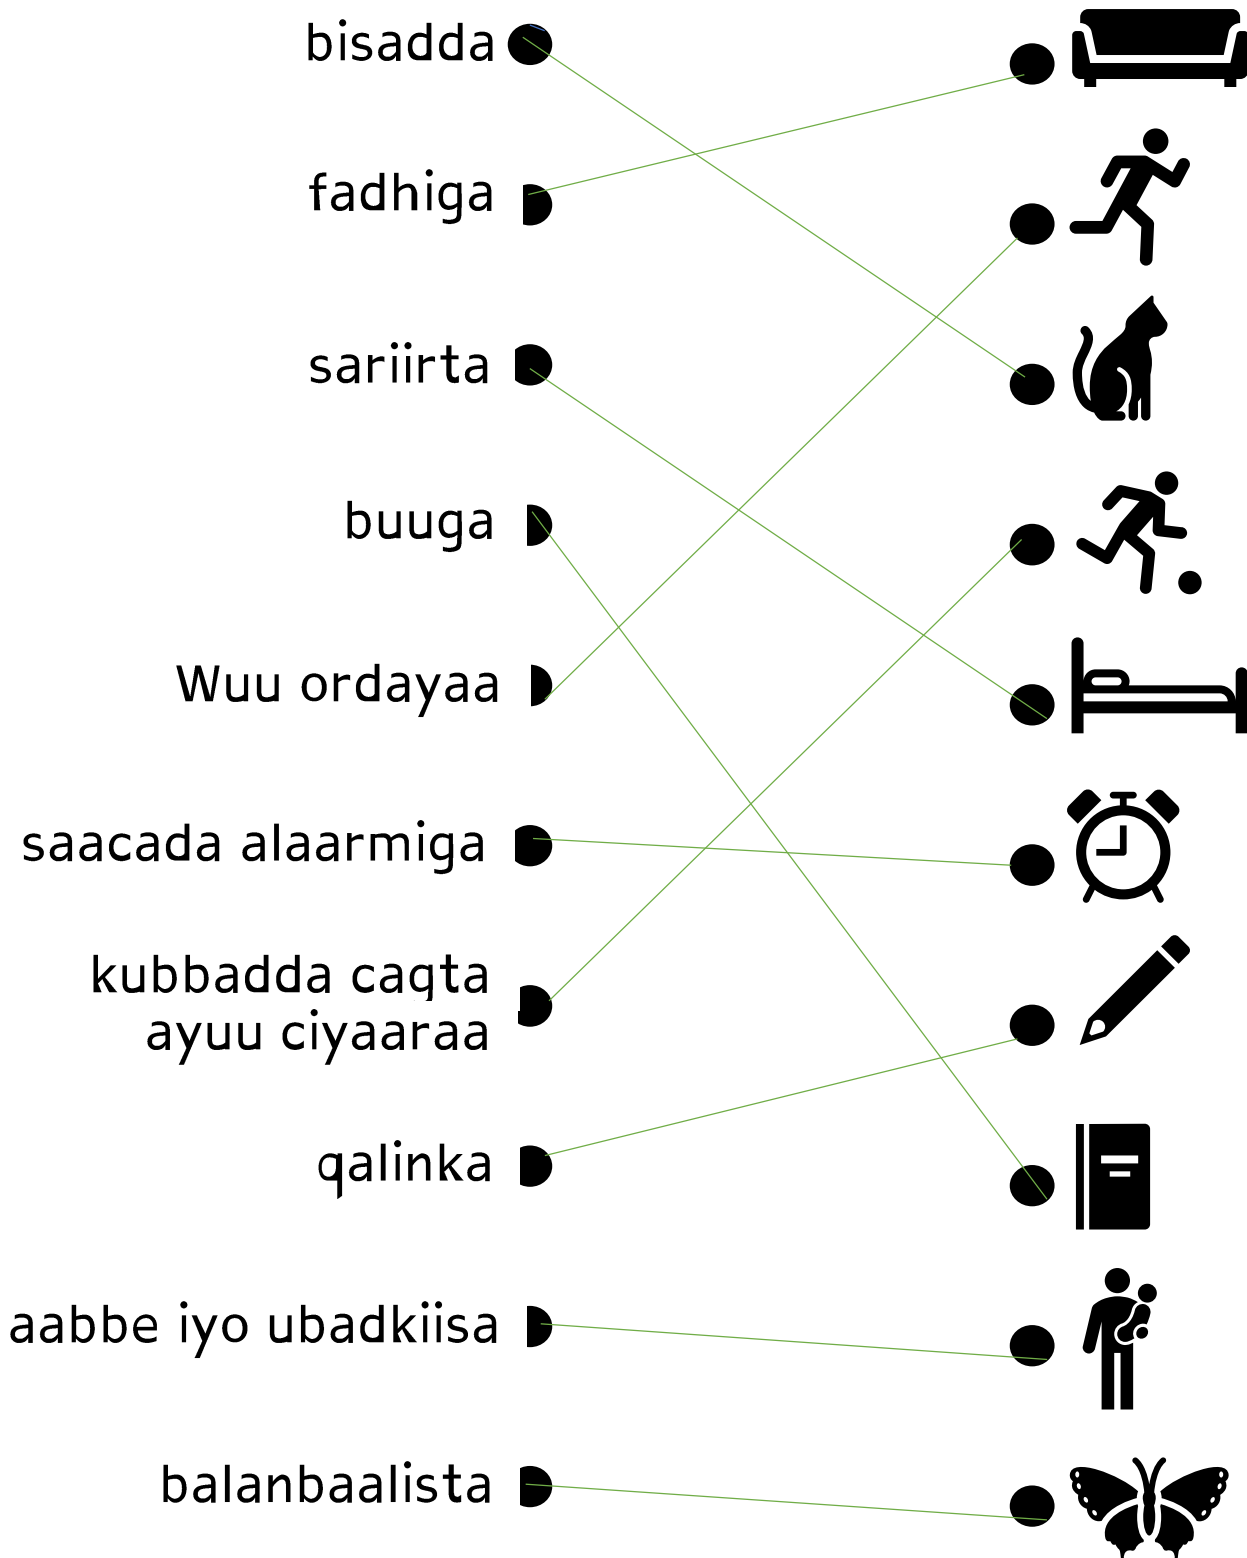 bisadda
fadhiga
sariirta
buuga
Wuu ordayaa
saacada alaarmiga
kubbadda cagta
ayuu ciyaaraa
qalinka
aabbe iyo ubadkiisa
balanbaalista